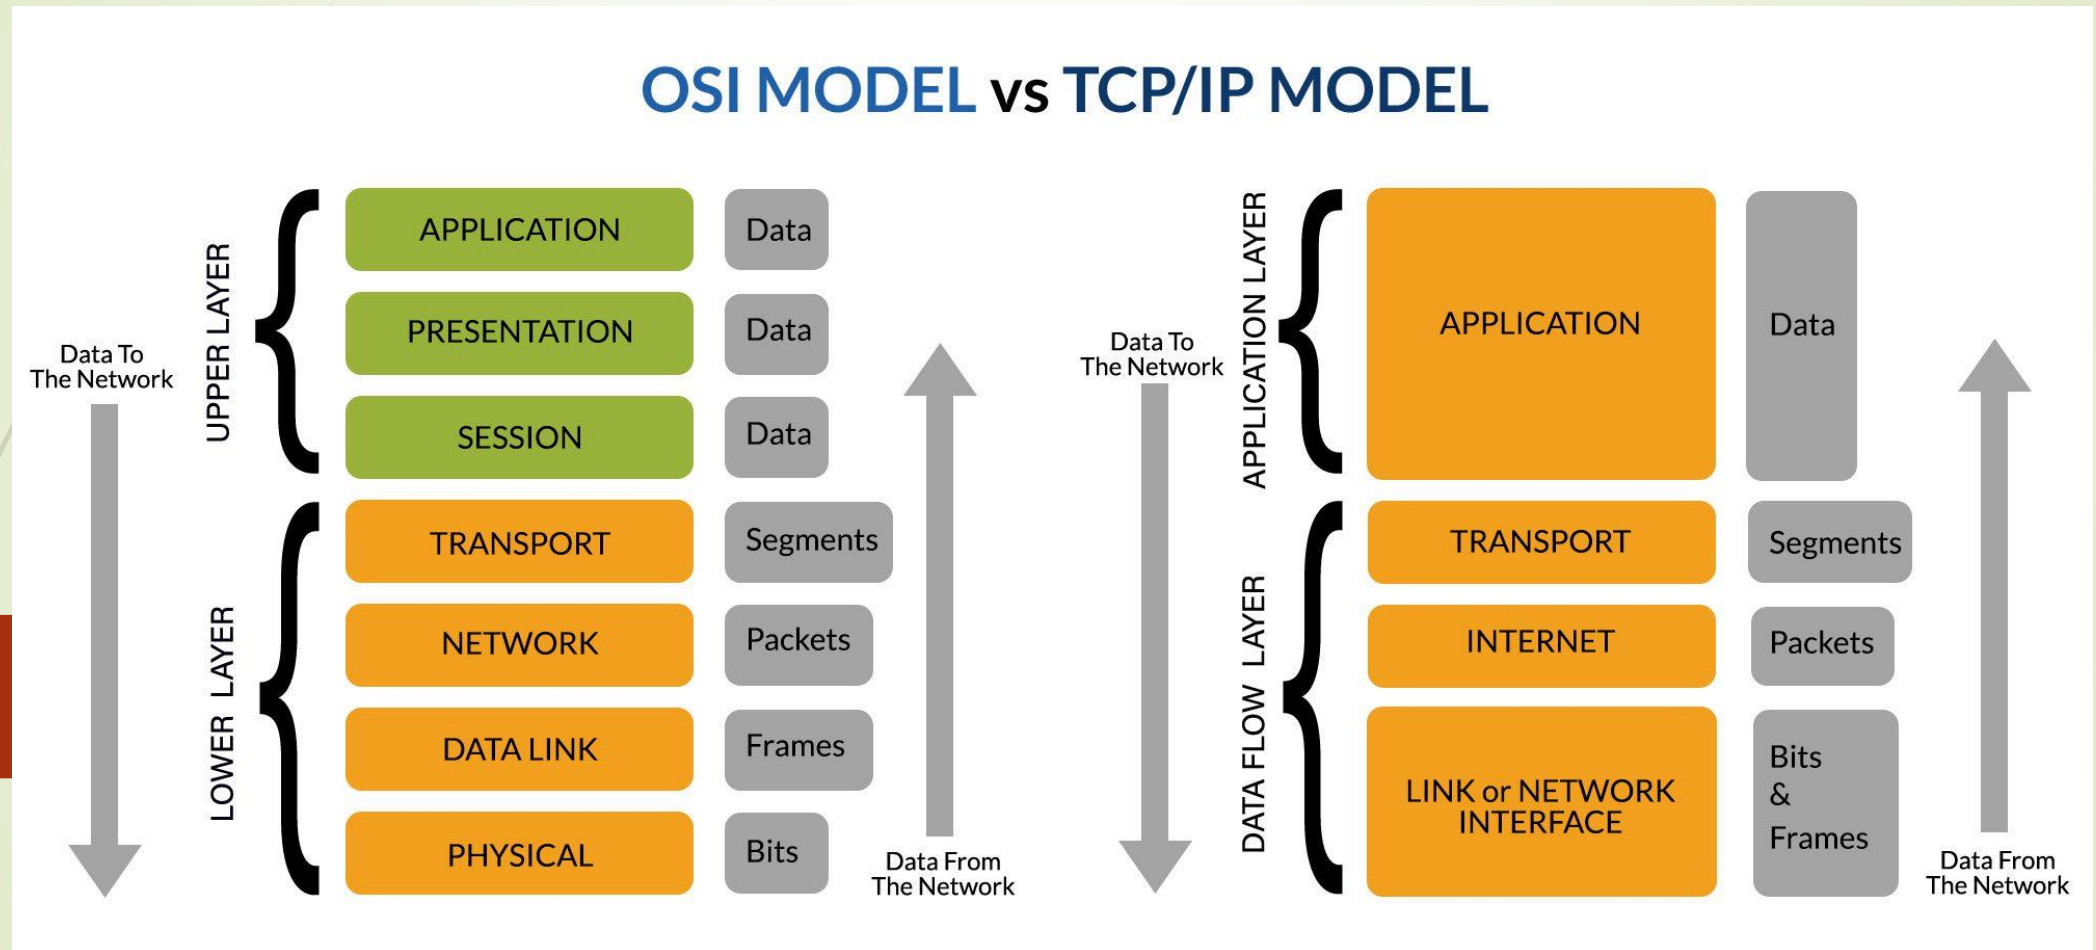 OSI MODEL vs TCP/IP MODEL
Data To
The Network
UPPER LAYER
APPLICATION
Data
PRESENTATION
Data
SESSION
Data
LOWER LAYER
TRANSPORT
Segments
NETWORK
Packets
DATA LINK
Frames
PHYSICAL
Bits
Data From
The Network
Data To
The Network
APPLICATION LAYER
APPLICATION
Data
DATA FLOW LAYER
TRANSPORT
Segments
INTERNET
Packets
LINK or NETWORK
INTERFACE
Bits
&
Frames
Data From
The Network